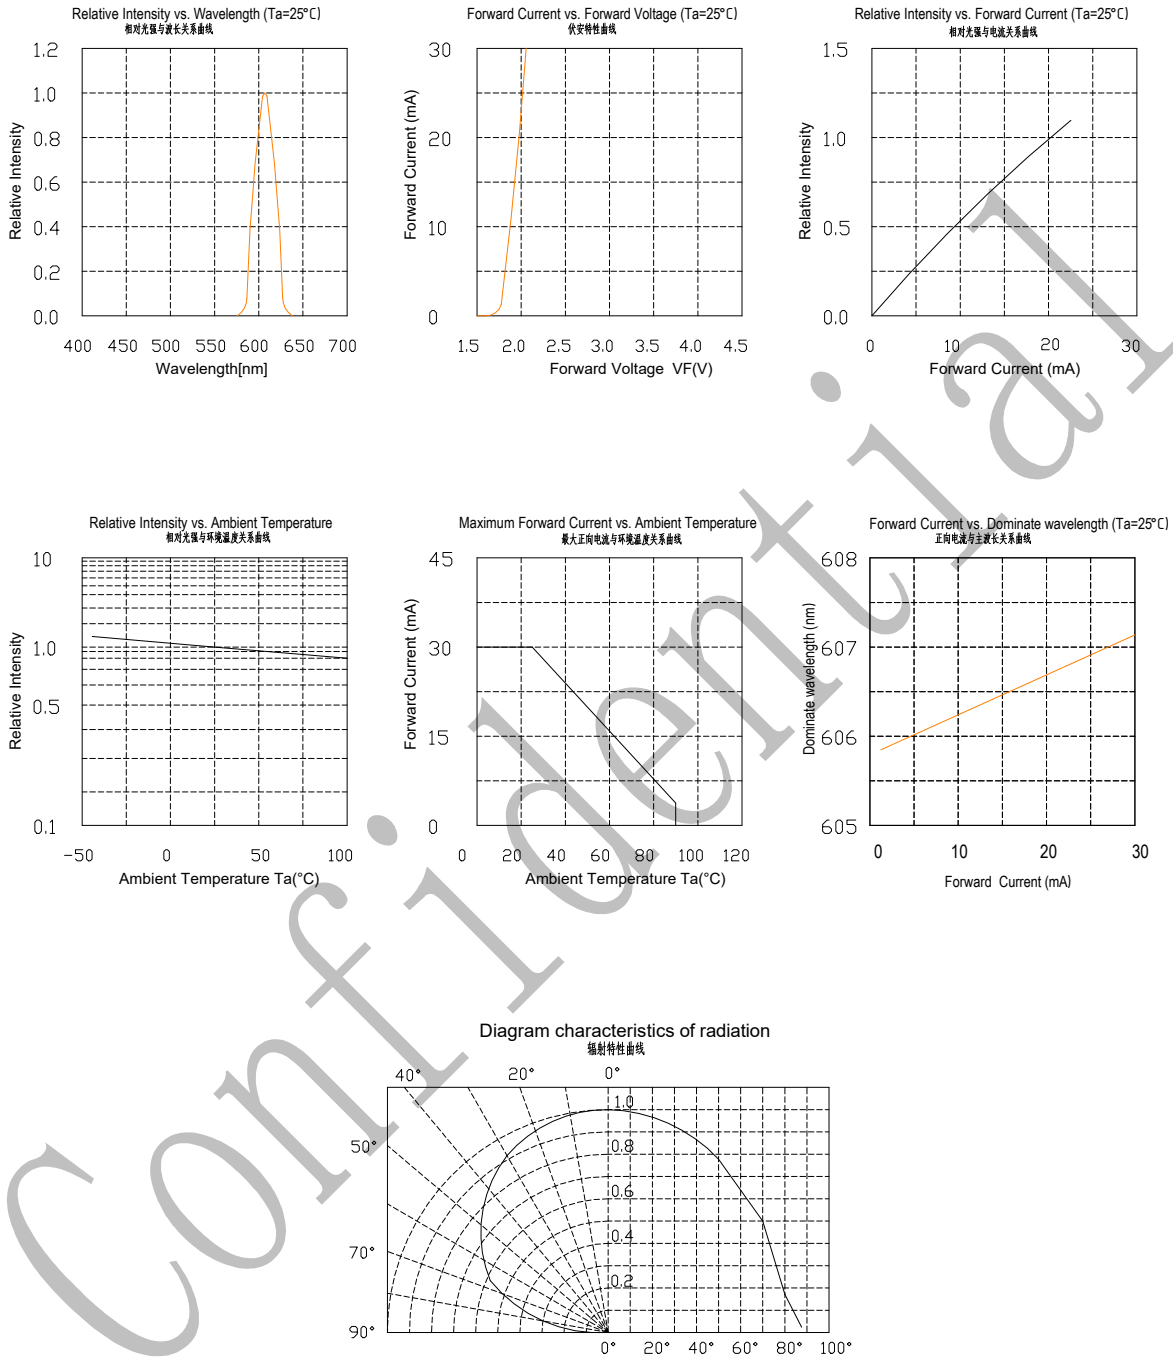 Relative Intensity vs. Wavelength (Ta=25°C)
相对光强与波长关系曲线
1.2
1.0
0.8
0.6
0.4
0.2
0.0
Relative Intensity
400 450 500 550 600 650 700
Wavelength[nm]
Forward Current vs. Forward Voltage (Ta=25°C)
伏安特性曲线
30
20
10
0
Forward Current (mA)
1.5 2.0 2.5 3.0 3.5 4.0 4.5
Forward Voltage VF(V)
Relative Intensity vs. Forward Current (Ta=25°C)
相对光强与电流关系曲线
1.5
1.0
0.5
0.0
Relative Intensity
0 10 20 30
Forward Current (mA)
Relative Intensity vs. Ambient Temperature
相对光强与环境温度关系曲线
10
1.0
0.5
0.1
Relative Intensity
-50 0 50 100
Ambient Temperature Ta(°C)
Maximum Forward Current vs. Ambient Temperature
最大正向电流与环境温度关系曲线
45
30
15
0
Forward Current (mA)
0 20 40 60 80 100 120
Ambient Temperature Ta(°C)
Forward Current vs. Dominate wavelength (Ta=25°C)
正向电流与主波长关系曲线
608
607
606
605
Dominate wavelength (nm)
0 10 20 30
Forward Current (mA)
Diagram characteristics of radiation
辐射特性曲线
40° 20° 0°
50°
70°
90°
1.0
0.8
0.6
0.4
0.2
0° 20° 40° 60° 80° 100°
Confidential